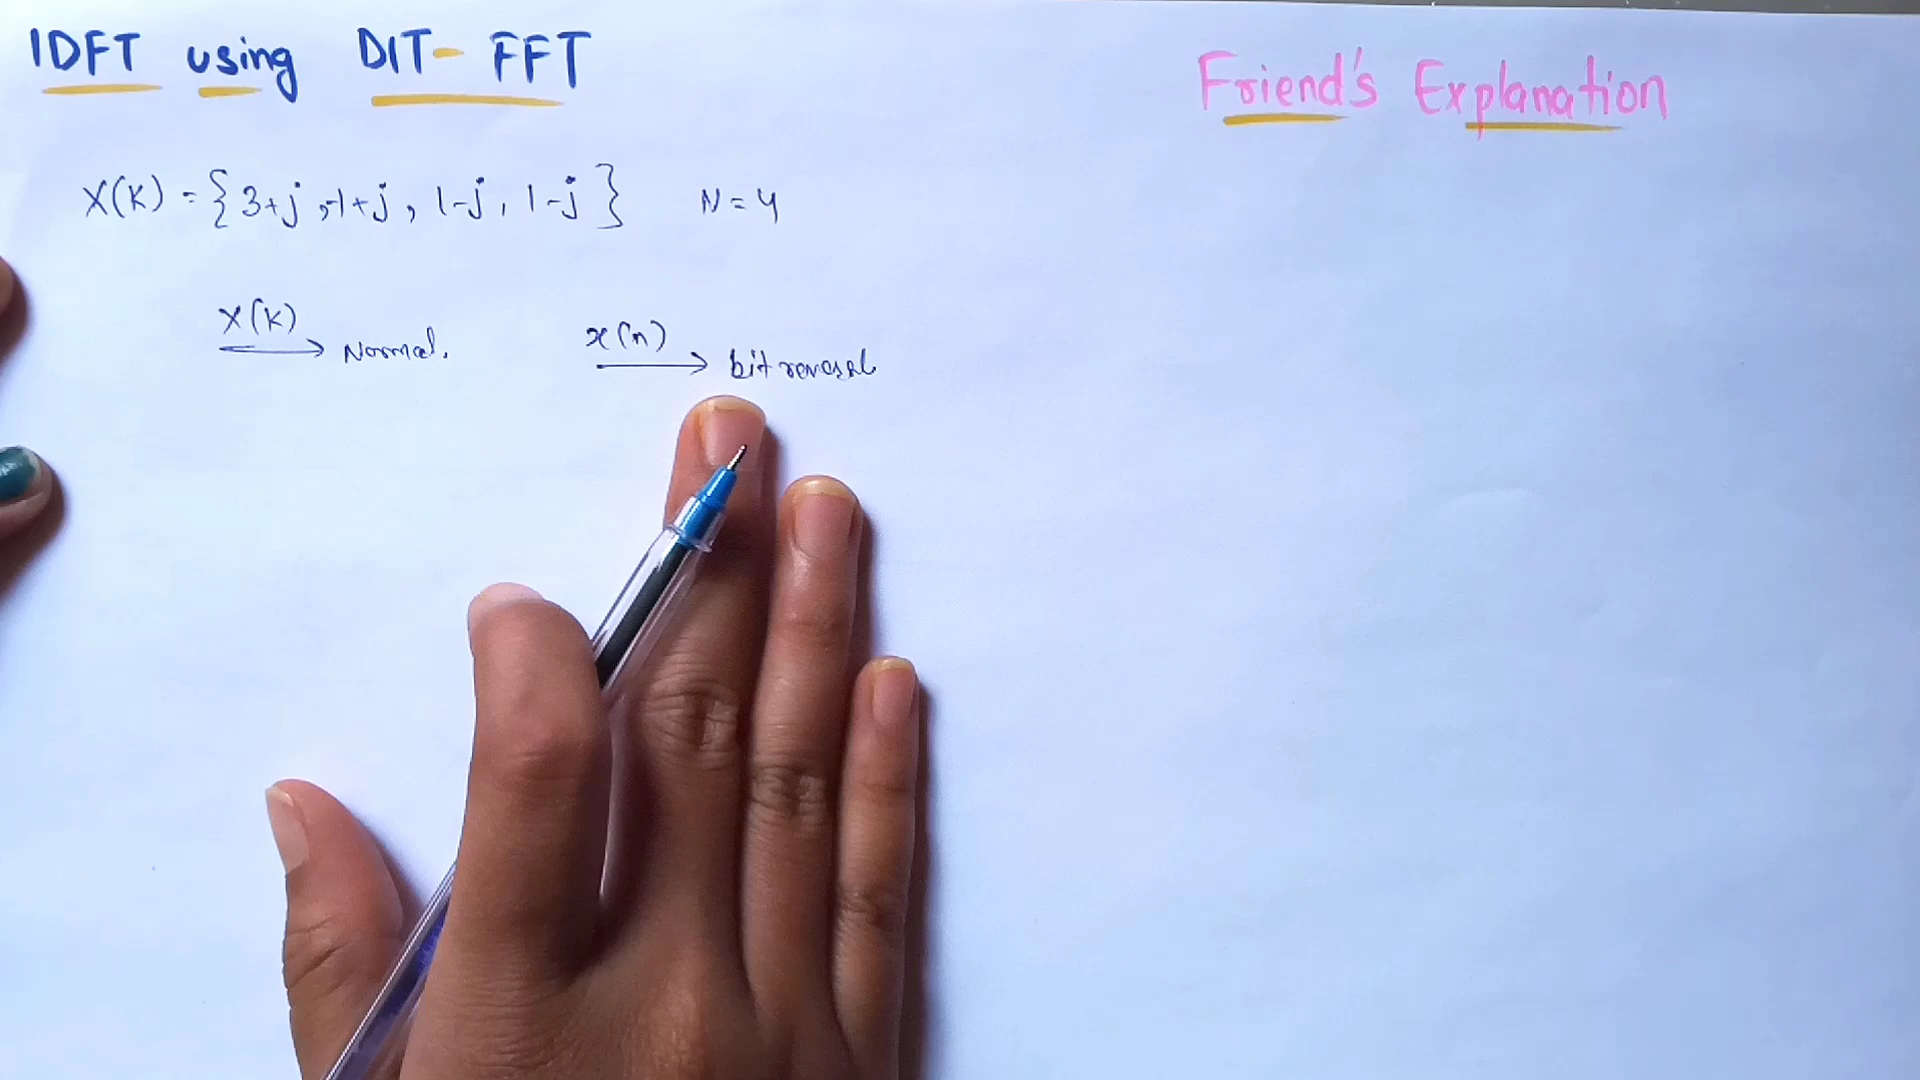 IDFT using DIT-FFT
Friend's Explanation
X(K) = {3+j, -1+j, 1-j, 1-j} N=4
X(K) → Normal.
x(n) → bit reversal